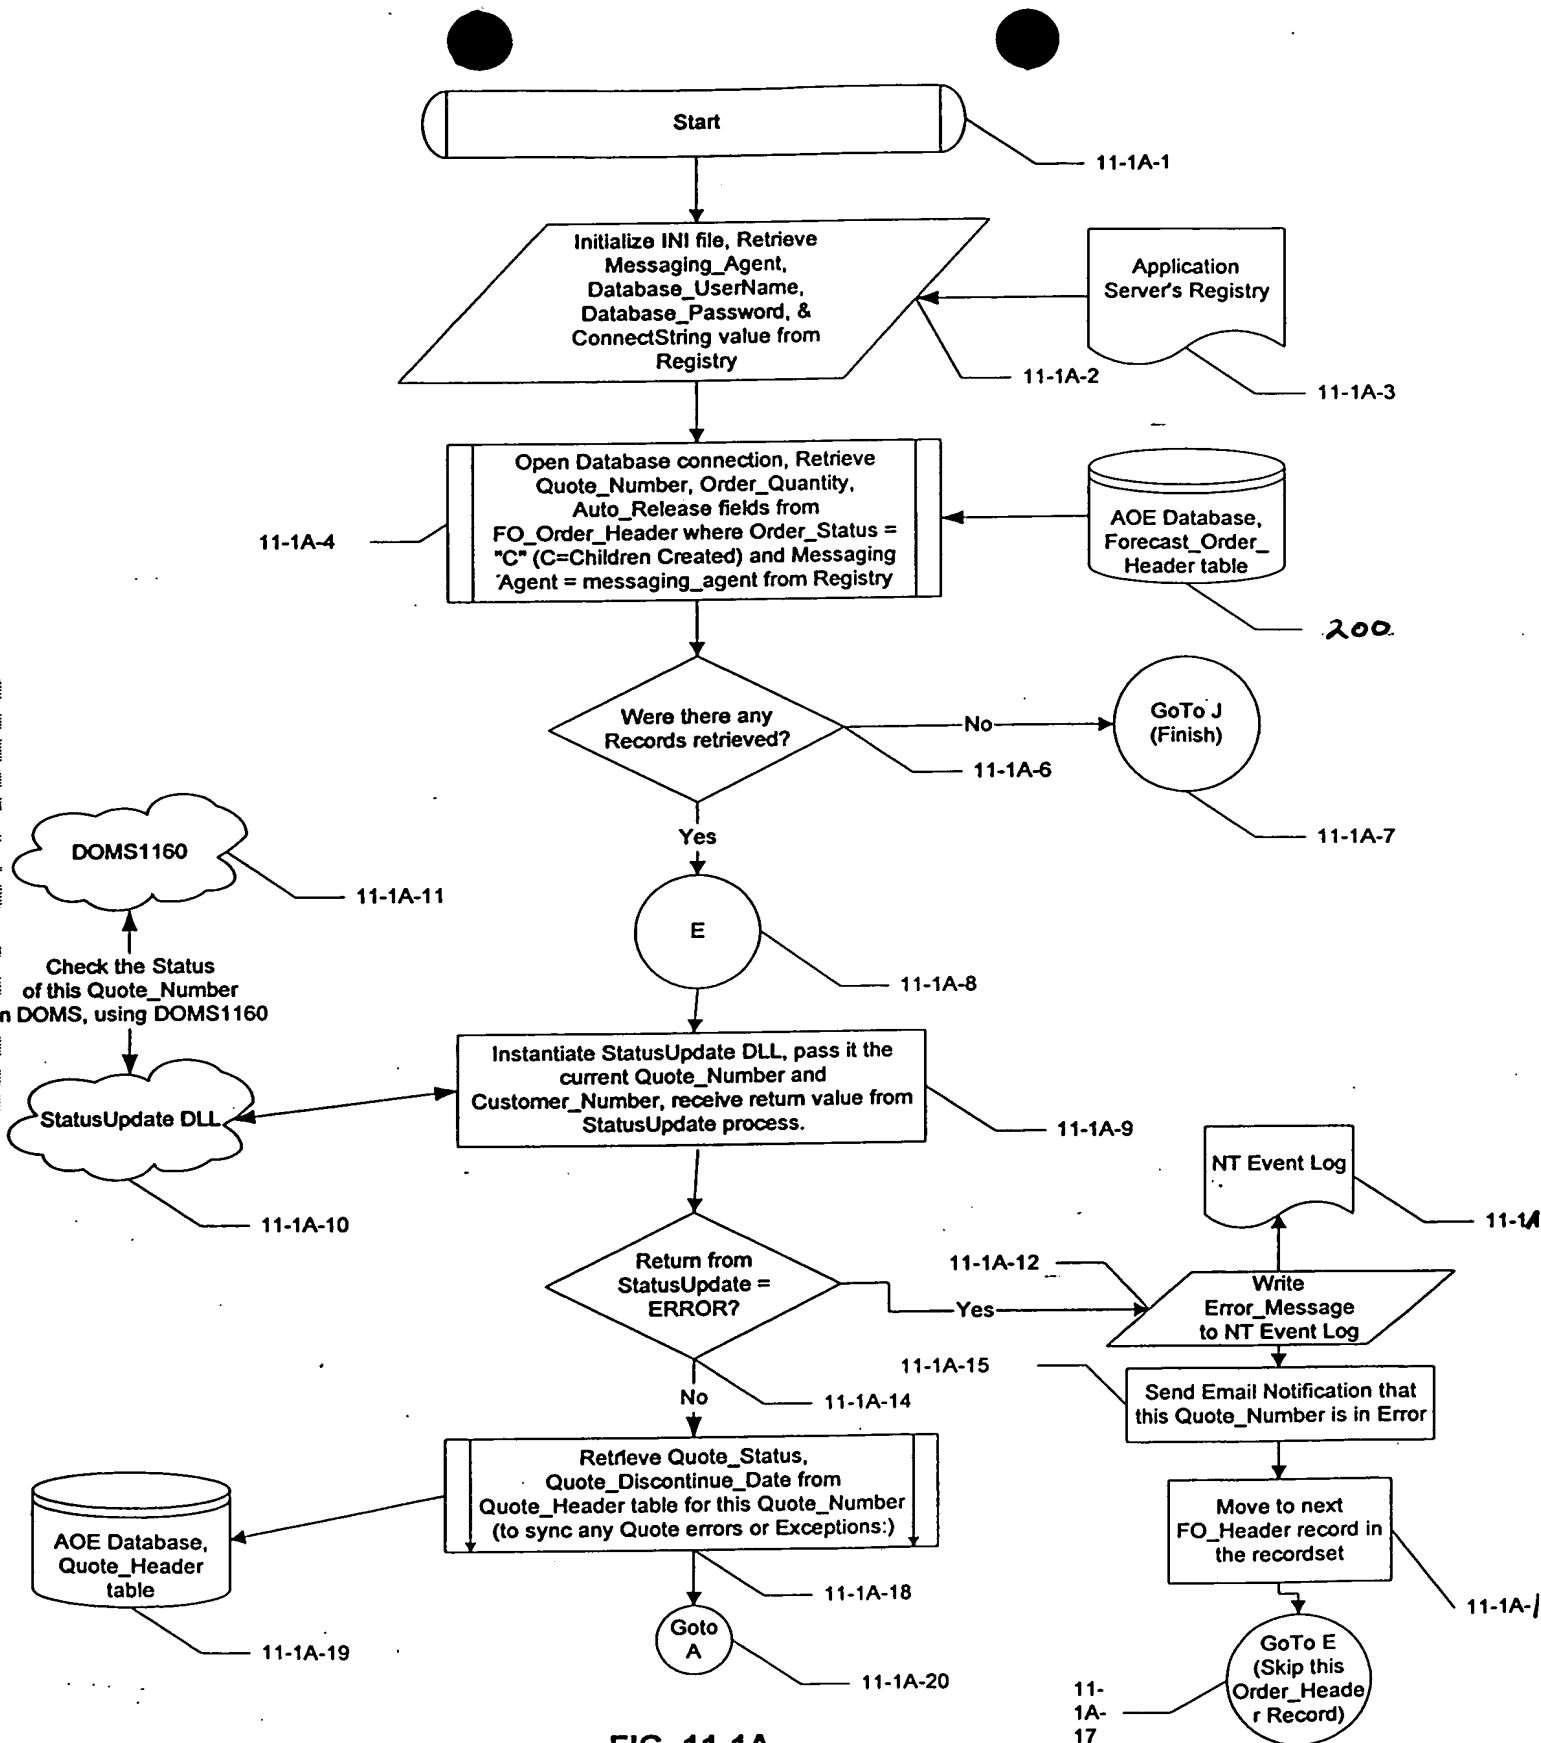 Start
11-1A-1
Initialize INI file, Retrieve
Messaging_Agent,
Database_UserName,
Database_Password, &
ConnectString value from
Registry
Application
Server's Registry
11-1A-2
11-1A-3
Open Database connection, Retrieve
Quote_Number, Order_Quantity,
Auto_Release fields from
FO_Order_Header where Order_Status =
"C" (C=Children Created) and Messaging
Agent = messaging_agent from Registry
11-1A-4
AOE Database,
Forecast_Order_
Header table
200
Were there any
Records retrieved?
No
GoTo J
(Finish)
11-1A-6
11-1A-7
Yes
DOMS1160
11-1A-11
E
11-1A-8
Check the Status
of this Quote_Number
n DOMS, using DOMS1160
Instantiate StatusUpdate DLL, pass it the
current Quote_Number and
Customer_Number, receive return value from
StatusUpdate process.
StatusUpdate DLL
11-1A-9
11-1A-10
NT Event Log
11-1A
Return from
StatusUpdate =
ERROR?
11-1A-12
Yes
Write
Error_Message
to NT Event Log
11-1A-15
No
11-1A-14
Send Email Notification that
this Quote_Number is in Error
Retrieve Quote_Status,
Quote_Discontinue_Date from
Quote_Header table for this Quote_Number
(to sync any Quote errors or Exceptions:)
Move to next
FO_Header record in
the recordset
AOE Database,
Quote_Header
table
11-1A-18
11-1A-1
Goto
A
11-1A-19
11-1A-20
GoTo E
(Skip this
Order_Heade
r Record)
11-
1A-
17
FIG. 11-1A